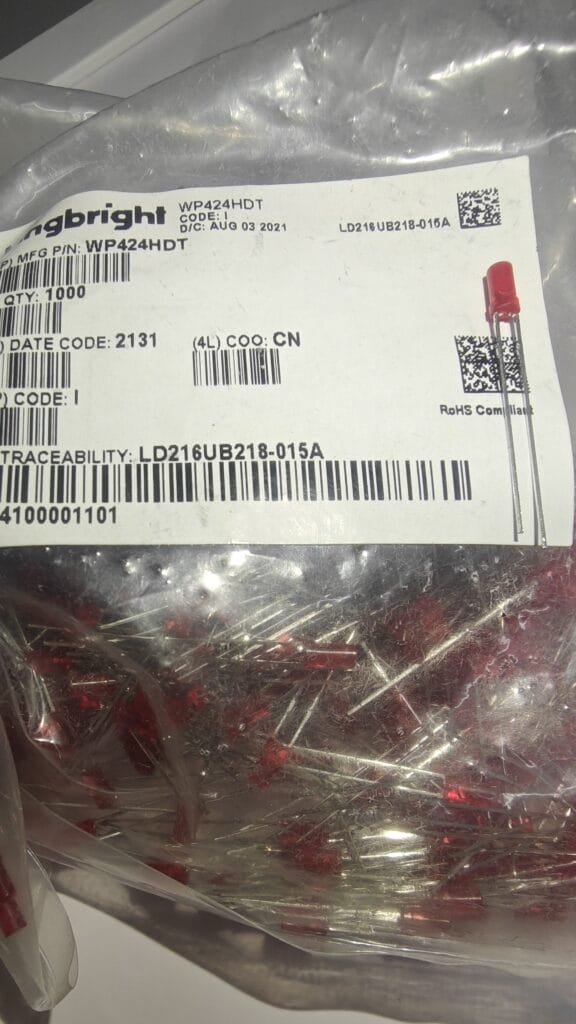 ngbright WP424HDT
CODE: I
D/C: AUG 03 2021
LD216UB218-015A
P) MFG P/N: WP424HDT
QTY: 1000
) DATE CODE: 2131 (4L) COO: CN
P) CODE: I
RoHS Compliant
TRACEABILITY: LD216UB218-015A
4100001101